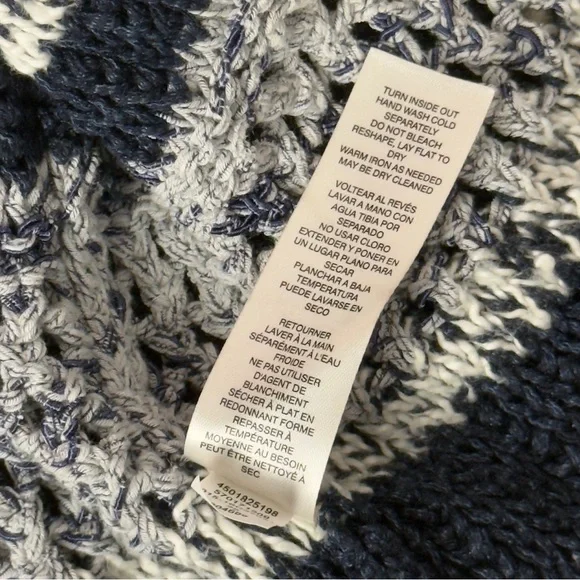 TURN INSIDE OUT
HAND WASH COLD
SEPARATELY
DO NOT BLEACH
RESHAPE, LAY FLAT TO
DRY
WARM IRON AS NEEDED
MAY BE DRY CLEANED
VOLTEAR AL REVÉS
LAVAR A MANO CON
AGUA TIBIA POR
SEPARADO
NO USAR CLORO
EXTENDER Y PONER EN
UN LUGAR PLANO PARA
SECAR
PLANCHAR A BAJA
TEMPERATURA
PUEDE LAVARSE EN
SECO
RETOURNER
LAVER À LA MAIN
SÉPARÉMENT À L'EAU
FROIDE
NE PAS UTILISER
D'AGENT DE
BLANCHIMENT
SÉCHER À PLAT EN
REDONNANT FORME
REPASSER À
TEMPÉRATURE
MOYENNE AU BESOIN
PEUT ÊTRE NETTOYÉ À
SEC
4501825198